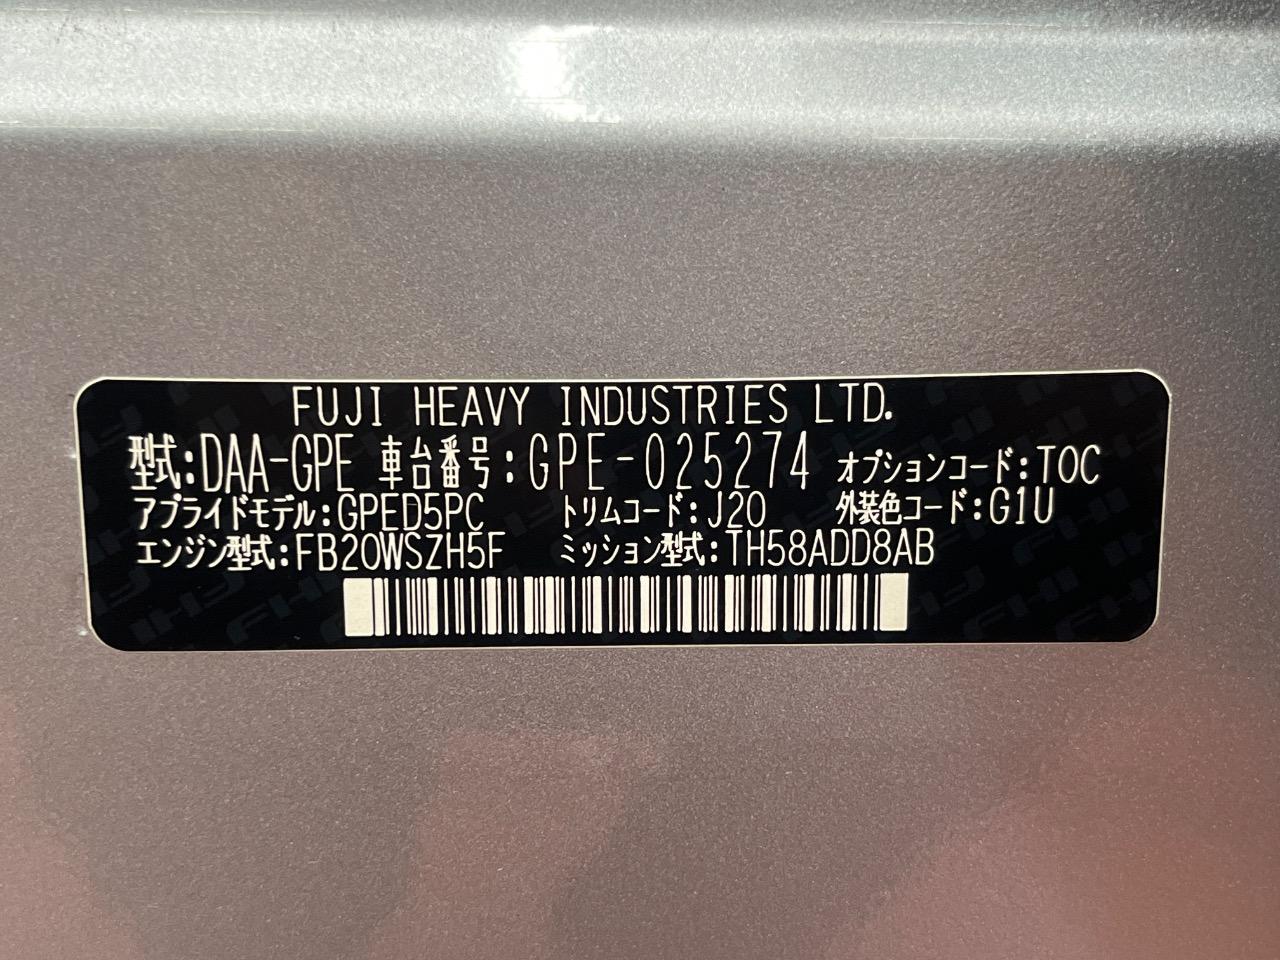 FUJI HEAVY INDUSTRIES LTD.
型式:DAA-GPE 車台番号:GPE-025274 オプションコード:TOC
アプライドモデル:GPED5PC トリムコード:J20 外装色コード:G1U
エンジン型式:FB20WSZH5F ミッション型式:TH58ADD8AB